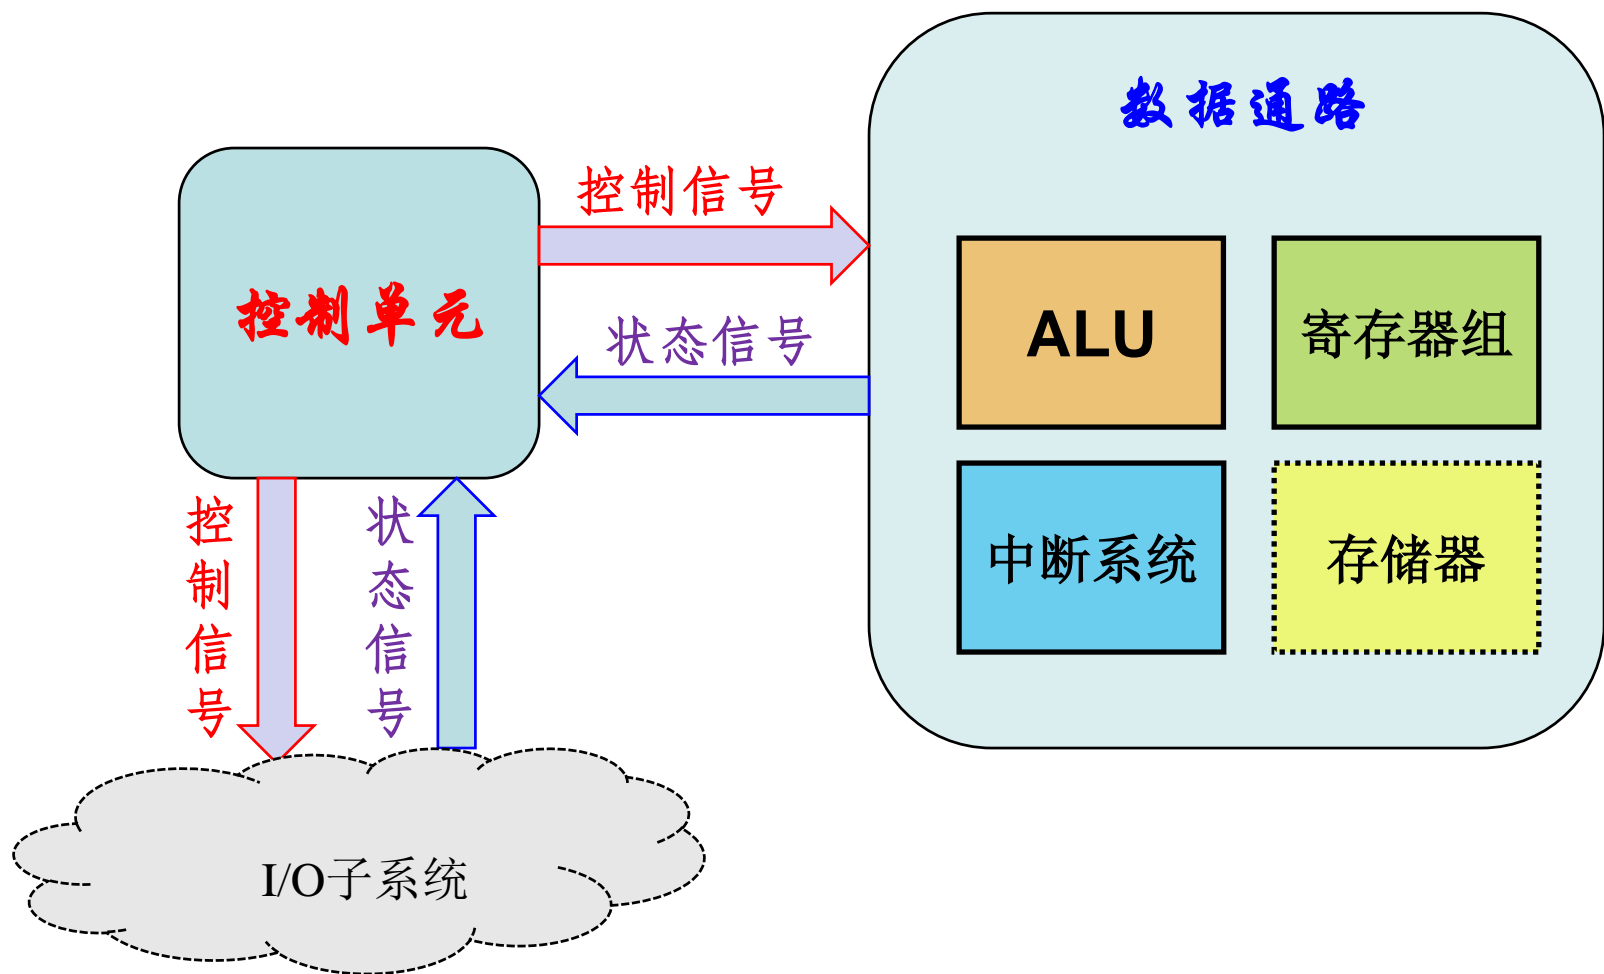 数据通路
控制信号
控制单元
状态信号
ALU
寄存器组
控制信号
状态信号
中断系统
存储器
I/O子系统